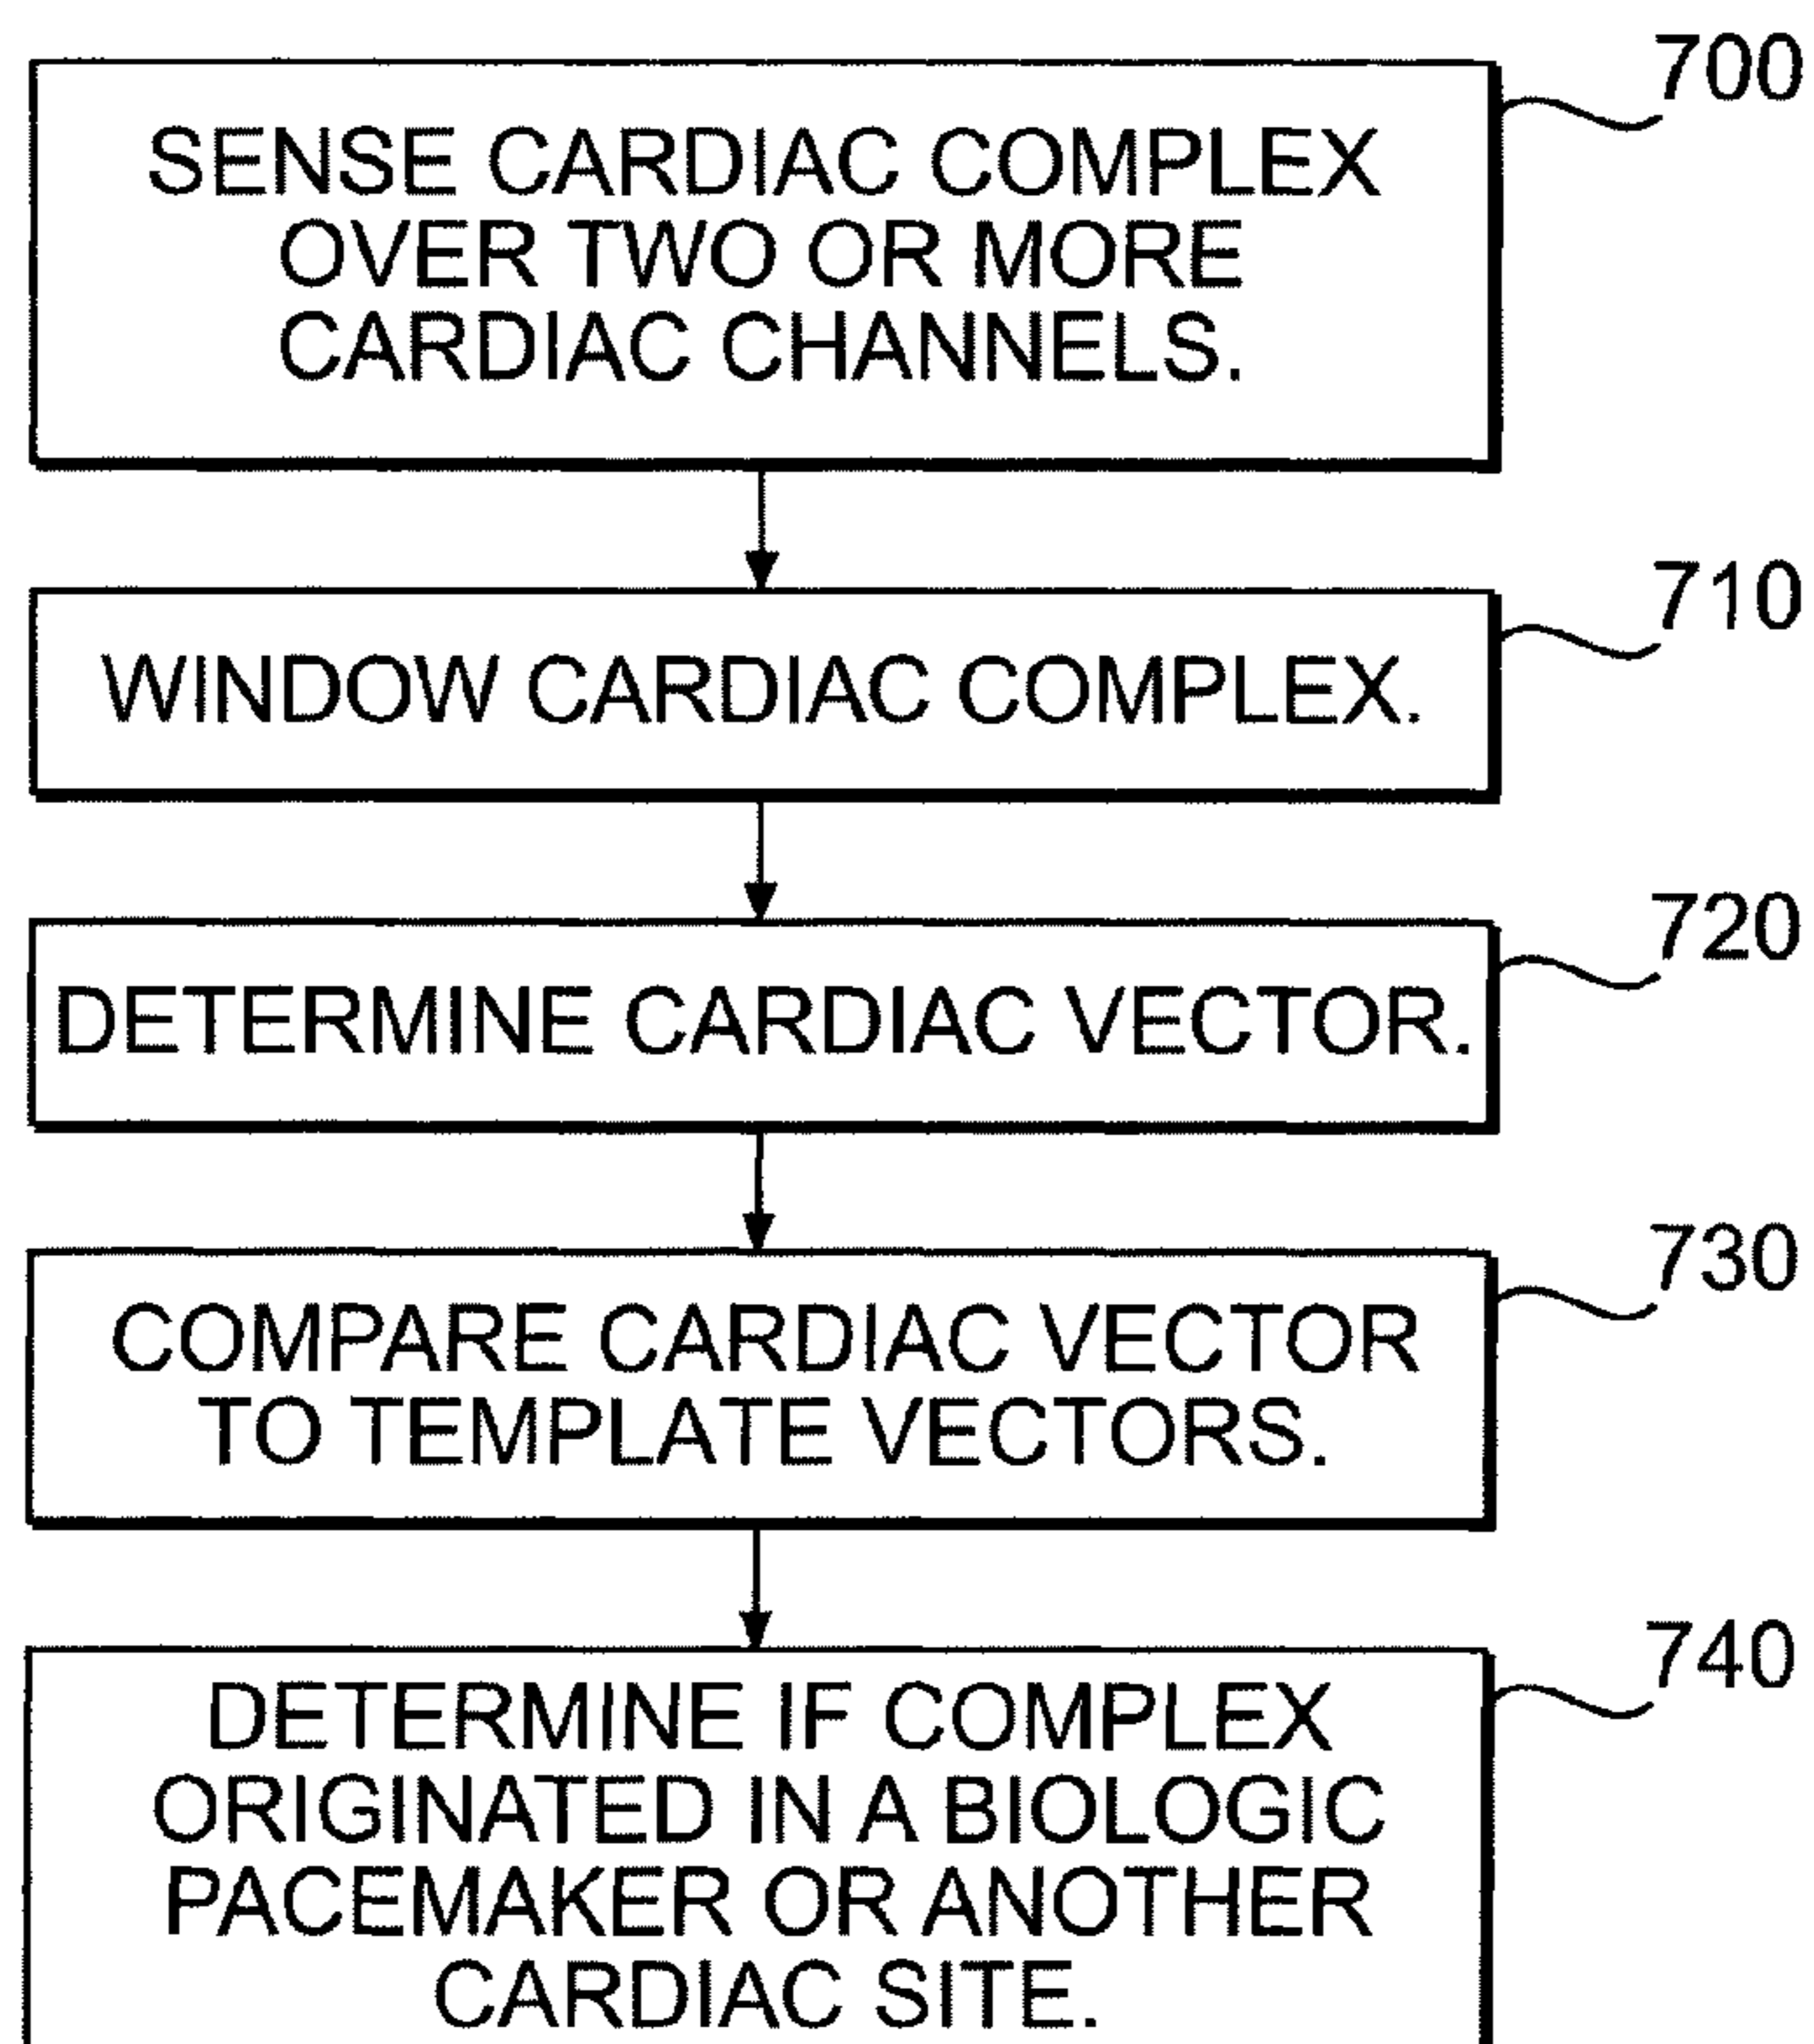 700
SENSE CARDIAC COMPLEX
OVER TWO OR MORE
CARDIAC CHANNELS.
710
WINDOW CARDIAC COMPLEX.
720
DETERMINE CARDIAC VECTOR.
730
COMPARE CARDIAC VECTOR
TO TEMPLATE VECTORS.
740
DETERMINE IF COMPLEX
ORIGINATED IN A BIOLOGIC
PACEMAKER OR ANOTHER
CARDIAC SITE.